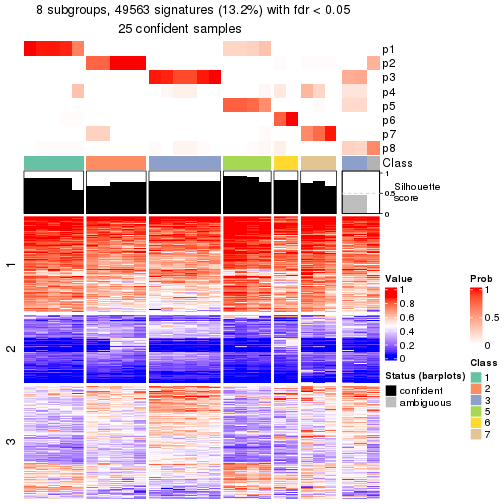 8 subgroups, 49563 signatures (13.2%) with fdr < 0.05
25 confident samples
p1
p2
p3
p4
p5
p6
p7
p8
Class
1
0.5
0
Silhouette
score
1
2
3
Value
1
0.8
0.6
0.4
0.2
0
Status (barplots)
confident
ambiguous
Prob
1
0.5
0
Class
1
2
3
5
6
7